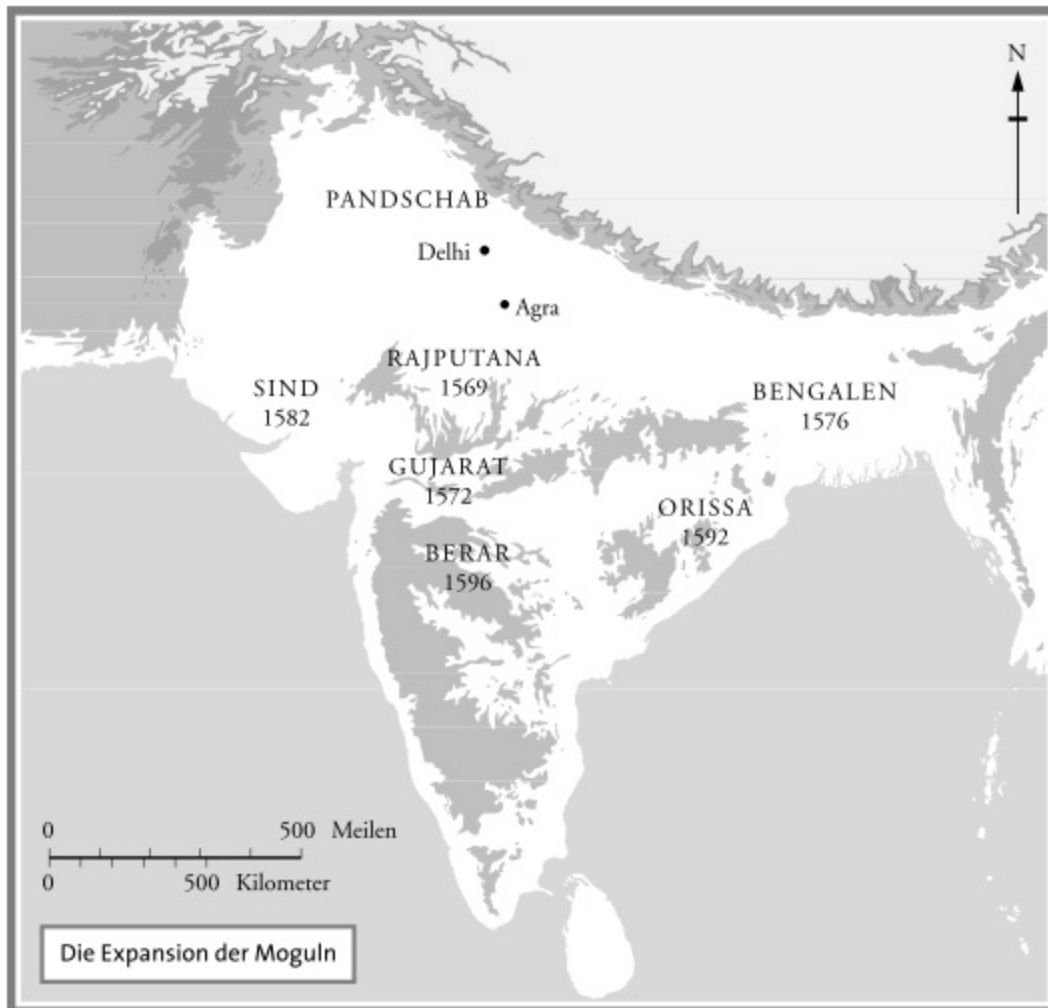 N
PANDSCHAB
Delhi
Agra
RAJPUTANA
1569
SIND
1582
BENGALEN
1576
GUJARAT
1572
ORISSA
1592
BERAR
1596
0 500 Meilen
0 500 Kilometer
Die Expansion der Moguln